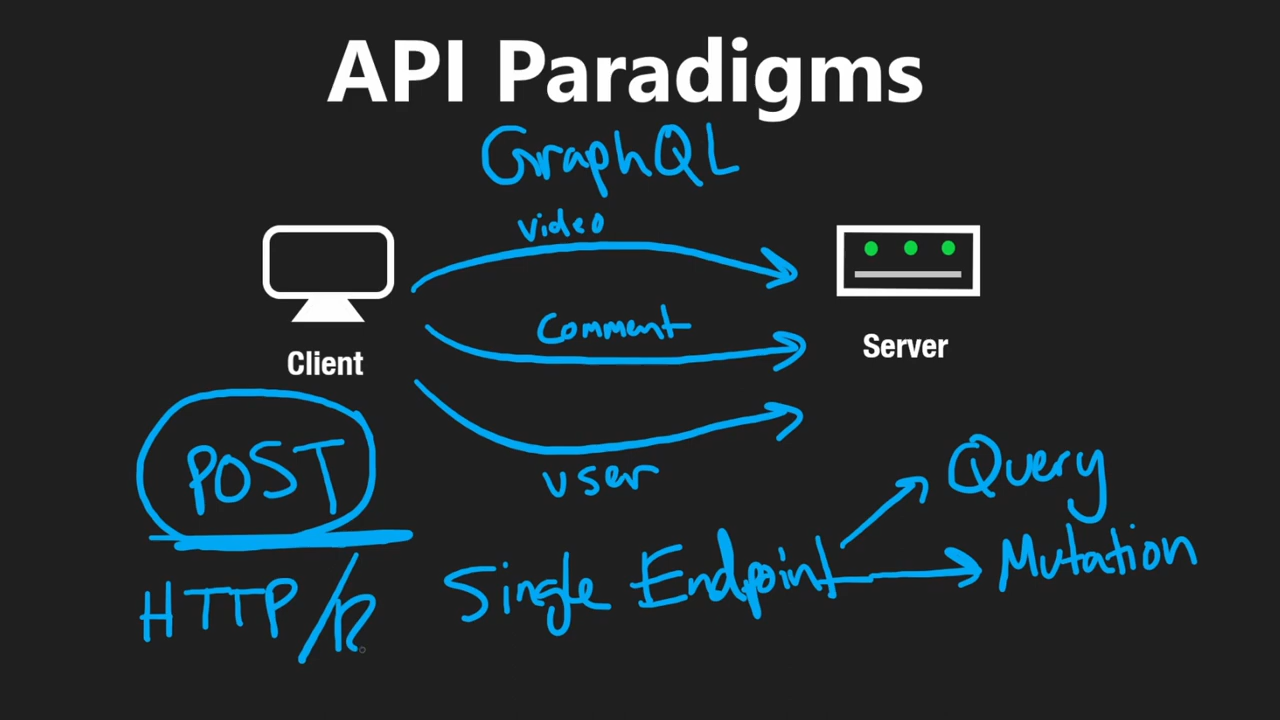 API Paradigms
GraphQL
video
comment
Client
Server
user
POST
Query
Single Endpoint
Mutation
HTTP/